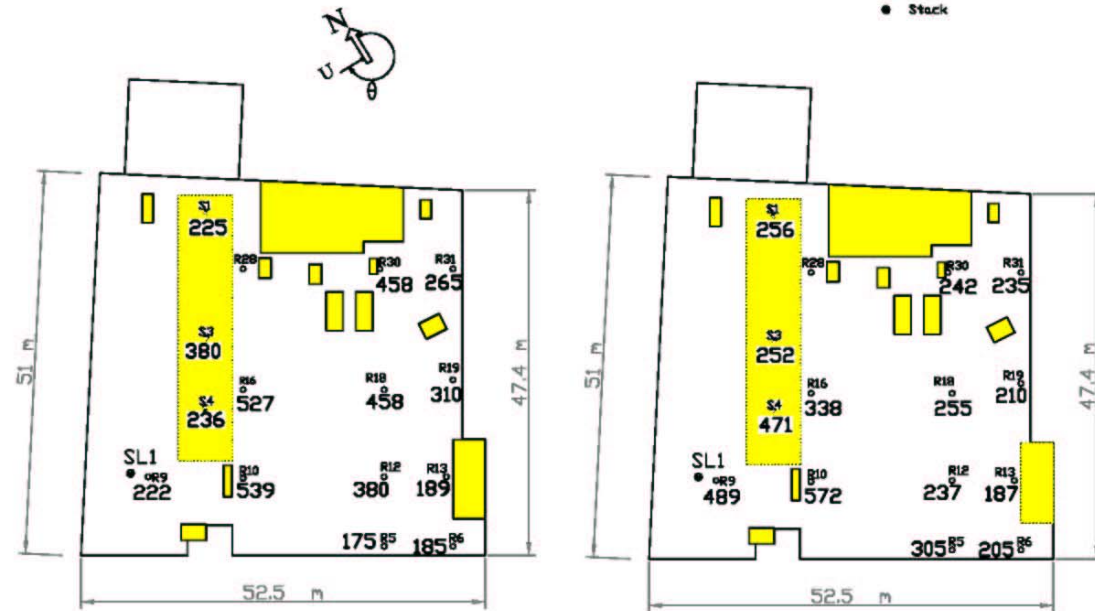 Stack
N
U
θ
S1
225
R28
R30
458
R31
265
S3
380
R16
527
R18
458
R19
310
S4
236
SL1
R9
222
R10
539
R12
380
R13
189
175 R5
185 R6
51 m
47.4 m
52.5 m
S1
256
R28
R30
242
R31
235
S3
252
R16
338
R18
255
R19
210
S4
471
SL1
R9
489
R10
572
R12
237
R13
187
305 R5
205 R6
51 m
47.4 m
52.5 m